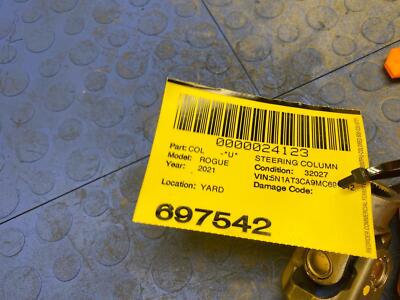 0000024123
Part: COL -*U* STEERING COLUMN
Model: ROGUE Condition: 32027
Year: 2021 VIN:5N1AT3CA9MC69
Location: YARD Damage Code:
697542